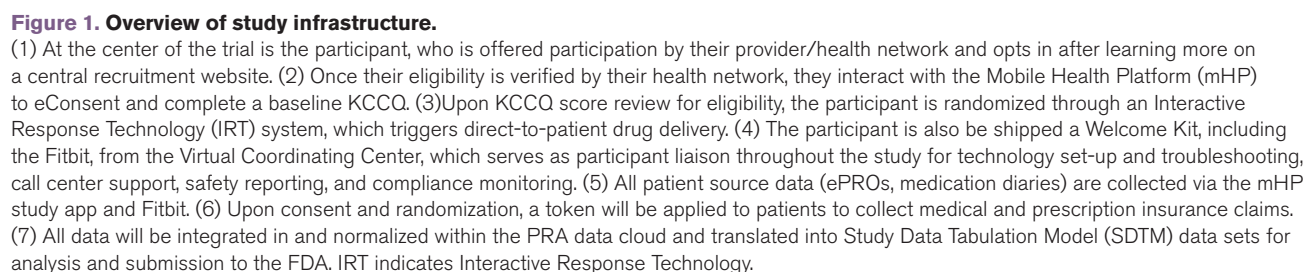 Figure 1. Overview of study infrastructure.
(1) At the center of the trial is the participant, who is offered participation by their provider/health network and opts in after learning more on
a central recruitment website. (2) Once their eligibility is verified by their health network, they interact with the Mobile Health Platform (mHP)
to eConsent and complete a baseline KCCQ. (3)Upon KCCQ score review for eligibility, the participant is randomized through an Interactive
Response Technology (IRT) system, which triggers direct-to-patient drug delivery. (4) The participant is also be shipped a Welcome Kit, including
the Fitbit, from the Virtual Coordinating Center, which serves as participant liaison throughout the study for technology set-up and troubleshooting,
call center support, safety reporting, and compliance monitoring. (5) All patient source data (ePROs, medication diaries) are collected via the mHP
study app and Fitbit. (6) Upon consent and randomization, a token will be applied to patients to collect medical and prescription insurance claims.
(7) All data will be integrated in and normalized within the PRA data cloud and translated into Study Data Tabulation Model (SDTM) data sets for
analysis and submission to the FDA. IRT indicates Interactive Response Technology.